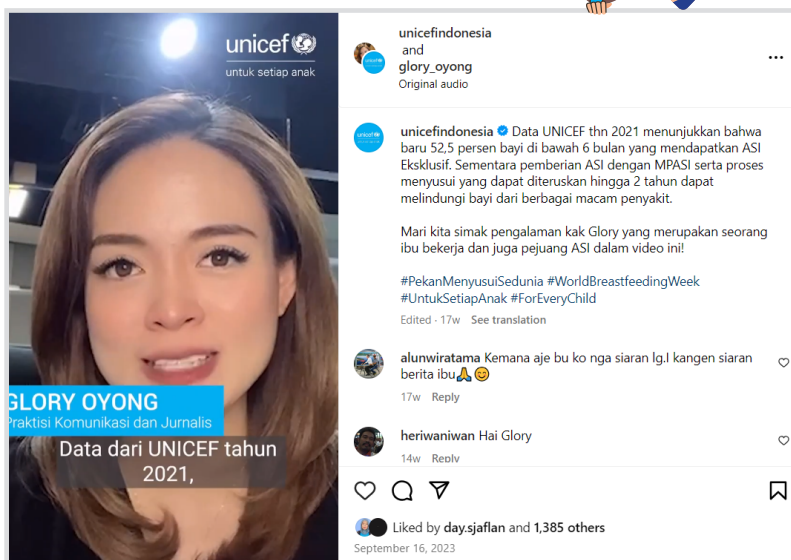 unicef
untuk setiap anak
GLORY OYONG
Praktisi Komunikasi dan Jurnalis
Data dari UNICEF tahun
2021,
unicefindonesia
and
glory_oyong
Original audio
unicefindonesia Data UNICEF thn 2021 menunjukkan bahwa
baru 52,5 persen bayi di bawah 6 bulan yang mendapatkan ASI
Eksklusif. Sementara pemberian ASI dengan MPASI serta proses
menyusui yang dapat diteruskan hingga 2 tahun dapat
melindungi bayi dari berbagai macam penyakit.
Mari kita simak pengalaman kak Glory yang merupakan seorang
ibu bekerja dan juga pejuang ASI dalam video ini!
#PekanMenyusuiSedunia #WorldBreastfeedingWeek
#UntukSetiapAnak #ForEveryChild
Edited · 17w See translation
alunwiratama Kemana aje bu ko nga siaran lg.I kangen siaran
berita ibu🙏😊
17w Reply
heriwaniwan Hai Glory
14w Reply
Liked by day.sjaflan and 1,385 others
September 16, 2023